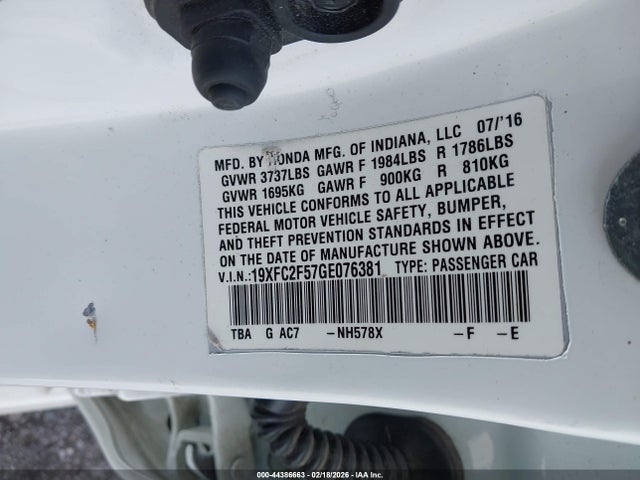 MFD. BY HONDA MFG. OF INDIANA, LLC 07/'16
GVWR 3737LBS GAWR F 1984LBS R 1786LBS
GVWR 1695KG GAWR F 900KG R 810KG
THIS VEHICLE CONFORMS TO ALL APPLICABLE
FEDERAL MOTOR VEHICLE SAFETY, BUMPER,
AND THEFT PREVENTION STANDARDS IN EFFECT
ON THE DATE OF MANUFACTURE SHOWN ABOVE.
V.I.N.:19XFC2F57GE076381 TYPE: PASSENGER CAR
TBA G AC7 –NH578X –F –E
000-44386663 - 02/18/2026 - IAA Inc.